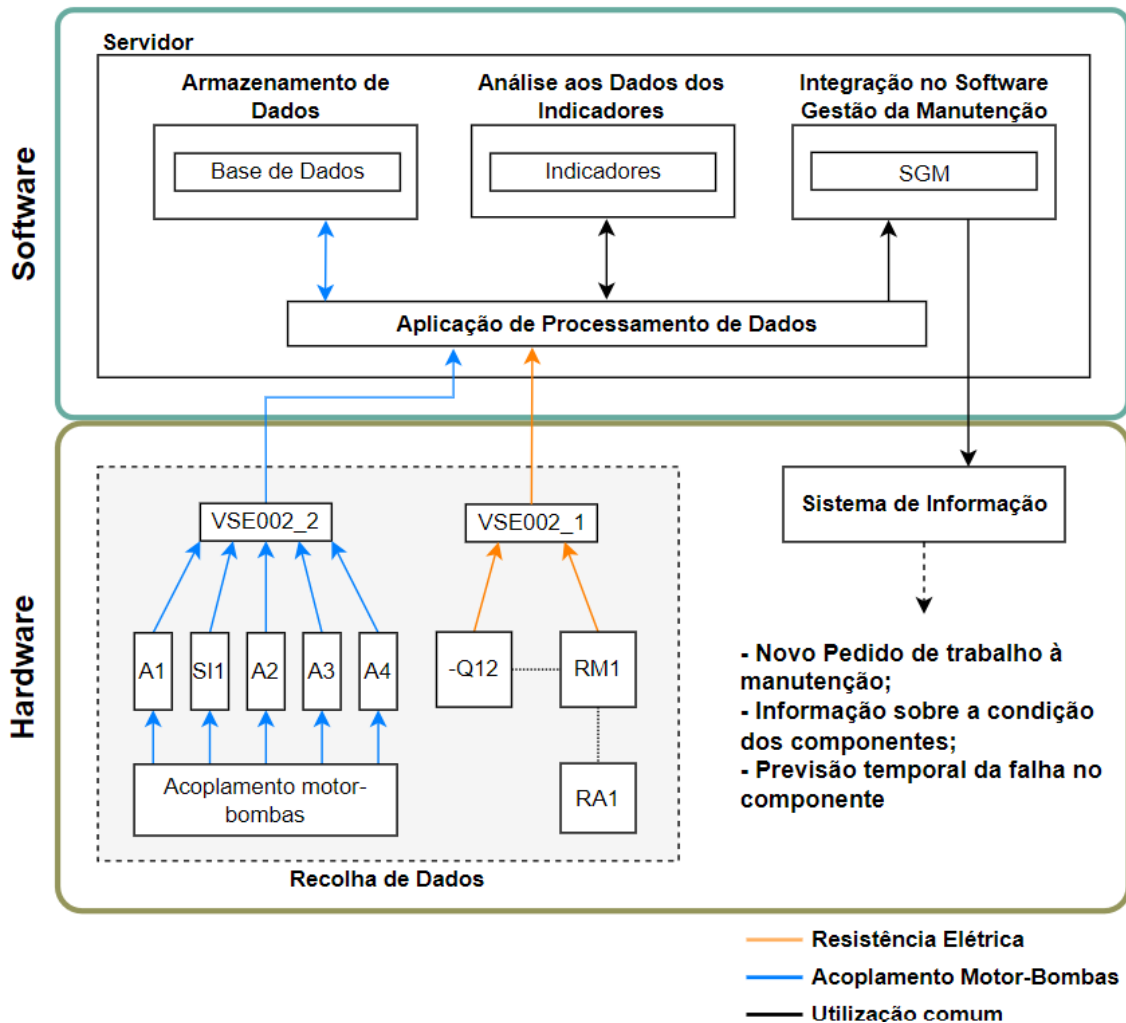 Software
Servidor
Armazenamento de
Dados
Base de Dados
Análise aos Dados dos
Indicadores
Indicadores
Integração no Software
Gestão da Manutenção
SGM
Aplicação de Processamento de Dados
Hardware
VSE002_2
VSE002_1
A1
SI1
A2
A3
A4
-Q12
RM1
RA1
Acoplamento motor-
bombas
Recolha de Dados
Sistema de Informação
- Novo Pedido de trabalho à
manutenção;
- Informação sobre a condição
dos componentes;
- Previsão temporal da falha no
componente
Resistência Elétrica
Acoplamento Motor-Bombas
Utilização comum